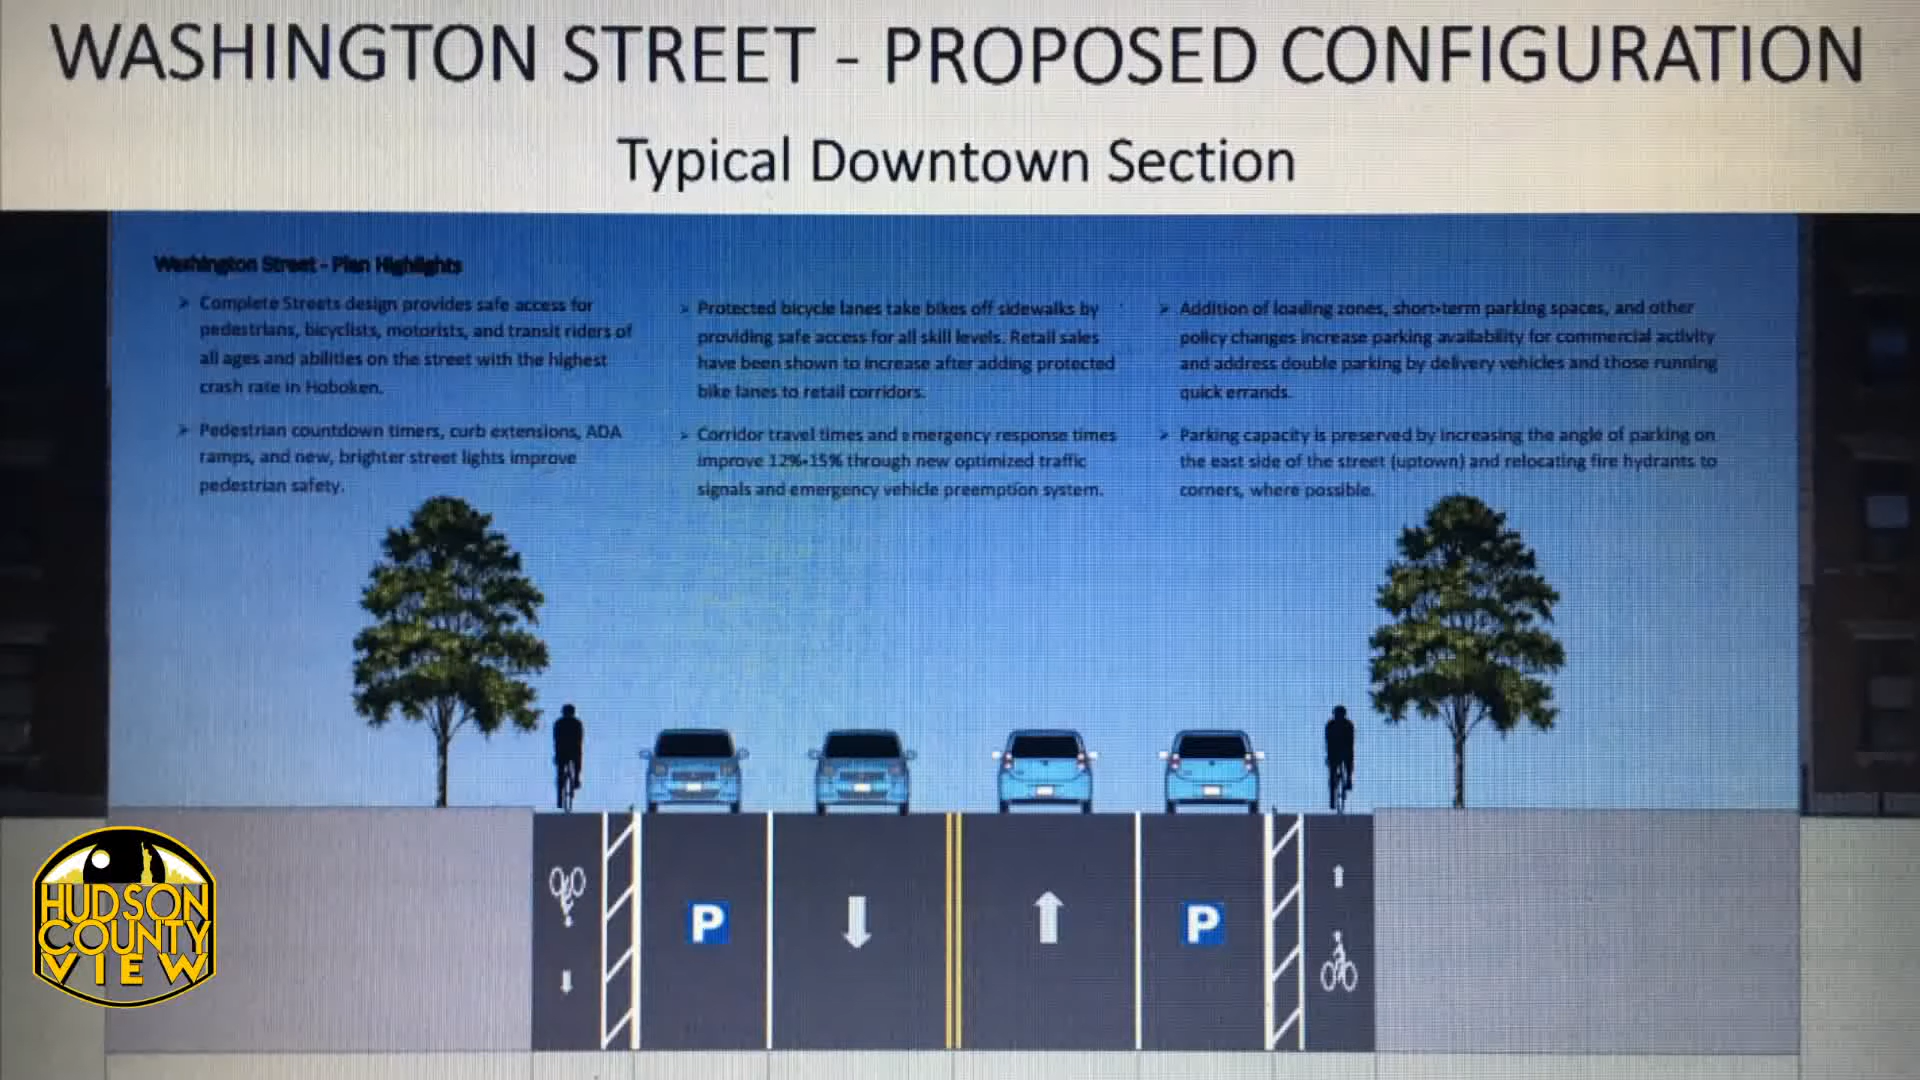 WASHINGTON STREET - PROPOSED CONFIGURATION
Typical Downtown Section
Washington Street - Plan Highlights
➢ Complete Streets design provides safe access for
pedestrians, bicyclists, motorists, and transit riders of
all ages and abilities on the street with the highest
crash rate in Hoboken.
➢ Pedestrian countdown timers, curb extensions, ADA
ramps, and new, brighter street lights improve
pedestrian safety.
➢ Protected bicycle lanes take bikes off sidewalks by
providing safe access for all skill levels. Retail sales
have been shown to increase after adding protected
bike lanes to retail corridors.
➢ Corridor travel times and emergency response times
improve 12%-15% through new optimized traffic
signals and emergency vehicle preemption system.
➢ Addition of loading zones, short-term parking spaces, and other
policy changes increase parking availability for commercial activity
and address double parking by delivery vehicles and those running
quick errands.
➢ Parking capacity is preserved by increasing the angle of parking on
the east side of the street (uptown) and relocating fire hydrants to
corners, where possible.
P
P
HUDSON
COUNTY
VIEW